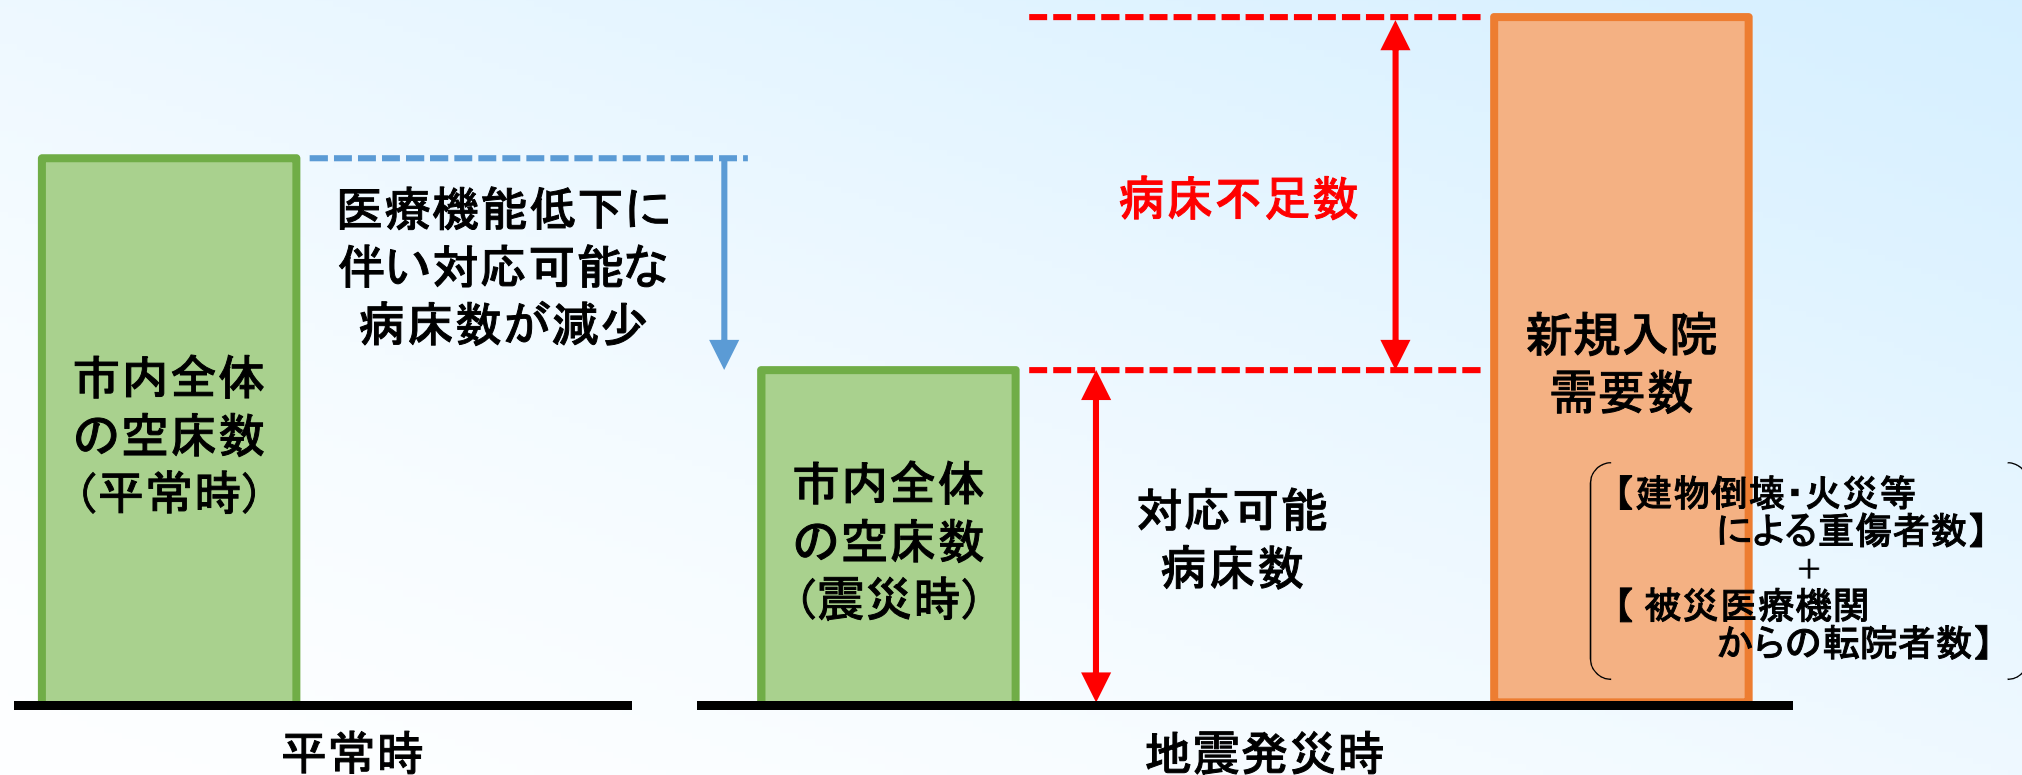 市内全体
の空床数
（平常時）
医療機能低下に
伴い対応可能な
病床数が減少
市内全体
の空床数
（震災時）
病床不足数
対応可能
病床数
新規入院
需要数
【建物倒壊・火災等
による重傷者数】
+
【 被災医療機関
からの転院者数】
平常時
地震発災時